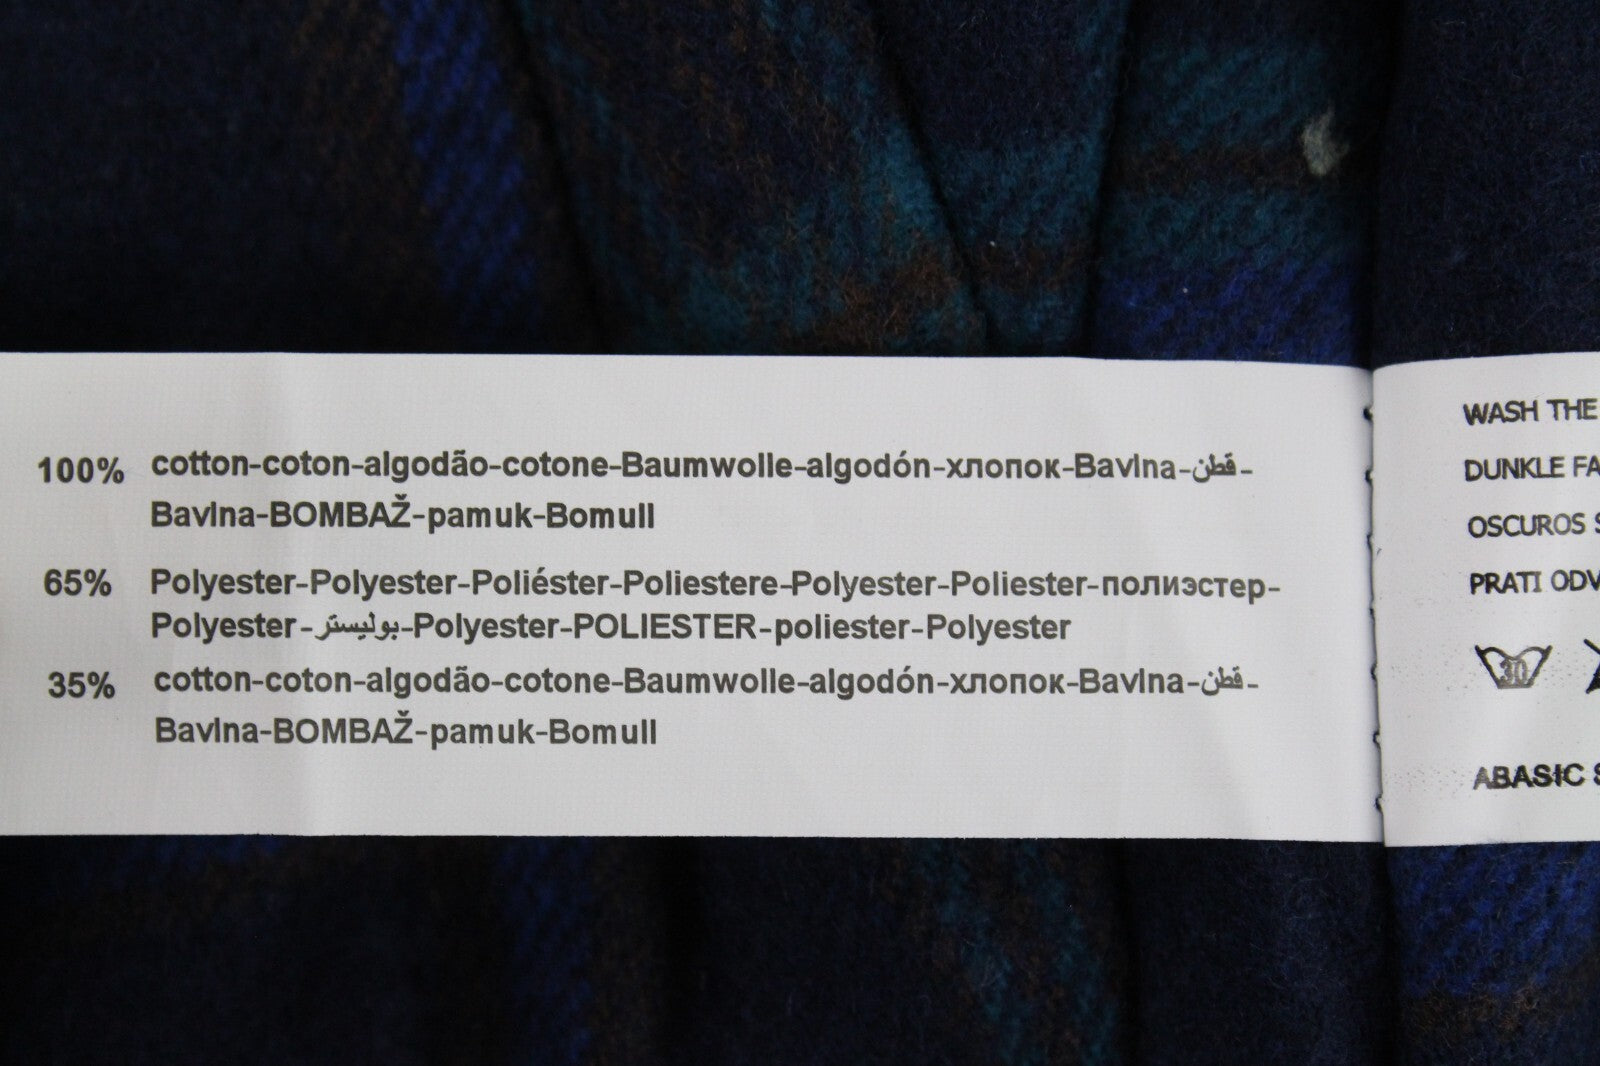 100% cotton-coton-algodão-cotone-Baumwolle-algodón-хлопок-Bavlna-قطن-
Bavlna-BOMBAŽ-pamuk-Bomull
65% Polyester-Polyester-Poliéster-Poliestere-Polyester-Poliester-полиэстер-
Polyester-بوليستر-Polyester-POLIESTER-poliester-Polyester
35% cotton-coton-algodão-cotone-Baumwolle-algodón-хлопок-Bavlna-قطن-
Bavlna-BOMBAŽ-pamuk-Bomull
WASH THE
DUNKLE FA
OSCUROS S
PRATI ODV
30
ABASIC S